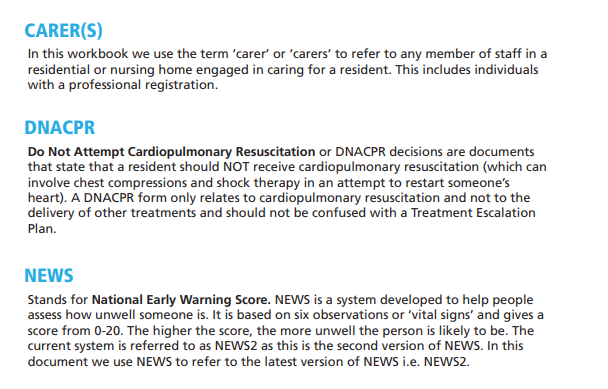 CARER(S)
In this workbook we use the term ‘carer’ or ‘carers’ to refer to any member of staff in a
residential or nursing home engaged in caring for a resident. This includes individuals
with a professional registration.
DNACPR
Do Not Attempt Cardiopulmonary Resuscitation or DNACPR decisions are documents
that state that a resident should NOT receive cardiopulmonary resuscitation (which can
involve chest compressions and shock therapy in an attempt to restart someone’s
heart). A DNACPR form only relates to cardiopulmonary resuscitation and not to the
delivery of other treatments and should not be confused with a Treatment Escalation
Plan.
NEWS
Stands for National Early Warning Score. NEWS is a system developed to help people
assess how unwell someone is. It is based on six observations or ‘vital signs’ and gives a
score from 0-20. The higher the score, the more unwell the person is likely to be. The
current system is referred to as NEWS2 as this is the second version of NEWS. In this
document we use NEWS to refer to the latest version of NEWS i.e. NEWS2.